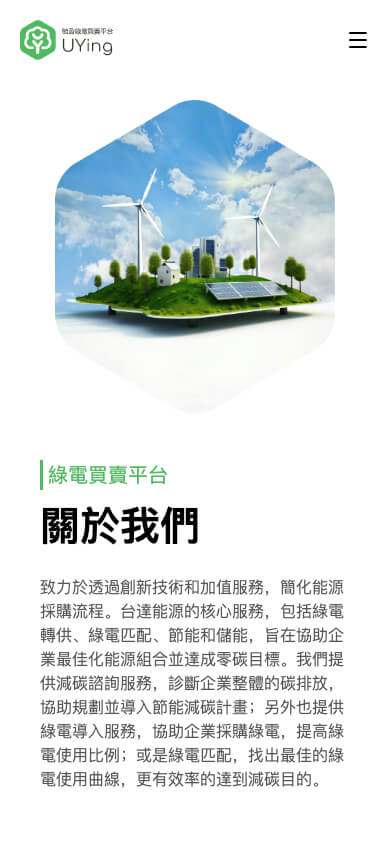 UYing
綠電買賣平台
關於我們
致力於透過創新技術和加值服務，簡化能源
採購流程。台達能源的核心服務，包括綠電
轉供、綠電匹配、節能和儲能，旨在協助企
業最佳化能源組合並達成零碳目標。我們提
供減碳諮詢服務，診斷企業整體的碳排放，
協助規劃並導入節能減碳計畫；另外也提供
綠電導入服務，協助企業採購綠電，提高綠
電使用比例；或是綠電匹配，找出最佳的綠
電使用曲線，更有效率的達到減碳目的。